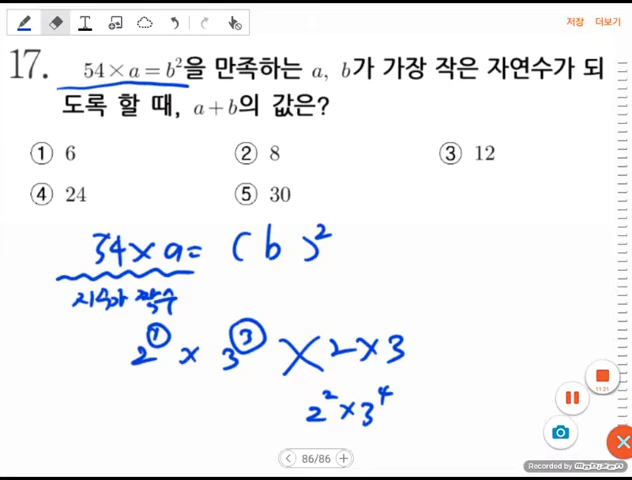 저장 더보기
17. 54×a=b²을 만족하는 a, b가 가장 작은 자연수가 되
도록 할 때, a+b의 값은?
① 6 ② 8 ③ 12
④ 24 ⑤ 30
54×a= (b)²
지수가 짝수
2¹ × 3³ ×2×3
2²×3⁴
11:21
86/86
Recorded by Mobizen